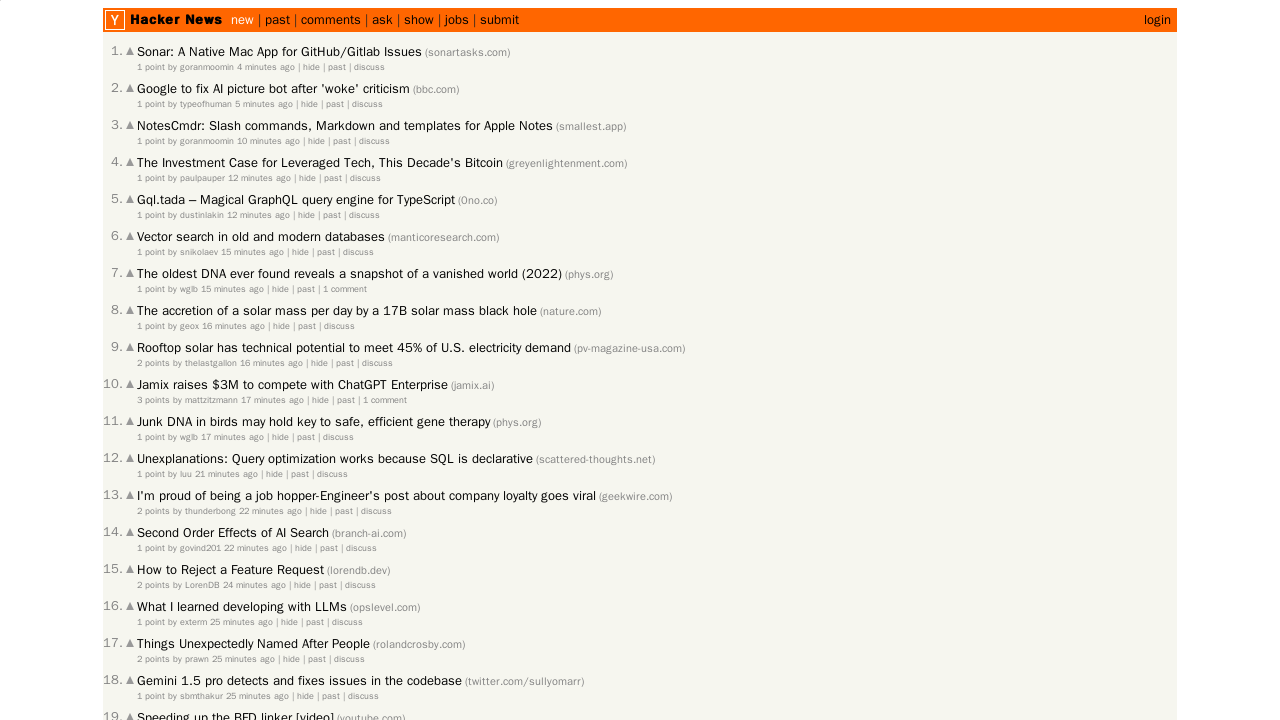 Y Hacker News new | past | comments | ask | show | jobs | submit login
1. ▲ Sonar: A Native Mac App for GitHub/Gitlab Issues (sonartasks.com)
1 point by goranmoomin 4 minutes ago | hide | past | discuss
2. ▲ Google to fix AI picture bot after 'woke' criticism (bbc.com)
1 point by typeofhuman 5 minutes ago | hide | past | discuss
3. ▲ NotesCmdr: Slash commands, Markdown and templates for Apple Notes (smallest.app)
1 point by goranmoomin 10 minutes ago | hide | past | discuss
4. ▲ The Investment Case for Leveraged Tech, This Decade's Bitcoin (greyenlightenment.com)
1 point by paulpauper 12 minutes ago | hide | past | discuss
5. ▲ Gql.tada – Magical GraphQL query engine for TypeScript (0no.co)
1 point by dustinlakin 12 minutes ago | hide | past | discuss
6. ▲ Vector search in old and modern databases (manticoresearch.com)
1 point by snikolaev 15 minutes ago | hide | past | discuss
7. ▲ The oldest DNA ever found reveals a snapshot of a vanished world (2022) (phys.org)
1 point by wglb 15 minutes ago | hide | past | 1 comment
8. ▲ The accretion of a solar mass per day by a 17B solar mass black hole (nature.com)
1 point by geox 16 minutes ago | hide | past | discuss
9. ▲ Rooftop solar has technical potential to meet 45% of U.S. electricity demand (pv-magazine-usa.com)
2 points by thelastgallon 16 minutes ago | hide | past | discuss
10. ▲ Jamix raises $3M to compete with ChatGPT Enterprise (jamix.ai)
3 points by mattzitzmann 17 minutes ago | hide | past | 1 comment
11. ▲ Junk DNA in birds may hold key to safe, efficient gene therapy (phys.org)
1 point by wglb 17 minutes ago | hide | past | discuss
12. ▲ Unexplanations: Query optimization works because SQL is declarative (scattered-thoughts.net)
1 point by luu 21 minutes ago | hide | past | discuss
13. ▲ I'm proud of being a job hopper-Engineer's post about company loyalty goes viral (geekwire.com)
2 points by thunderbong 22 minutes ago | hide | past | discuss
14. ▲ Second Order Effects of AI Search (branch-ai.com)
1 point by govind201 22 minutes ago | hide | past | discuss
15. ▲ How to Reject a Feature Request (lorendb.dev)
2 points by LorenDB 24 minutes ago | hide | past | discuss
16. ▲ What I learned developing with LLMs (opslevel.com)
1 point by exterm 25 minutes ago | hide | past | discuss
17. ▲ Things Unexpectedly Named After People (rolandcrosby.com)
2 points by prawn 25 minutes ago | hide | past | discuss
18. ▲ Gemini 1.5 pro detects and fixes issues in the codebase (twitter.com/sullyomarr)
1 point by sbmthakur 25 minutes ago | hide | past | discuss
19. ▲ Speeding up the BFD linker [video] (youtube.com)